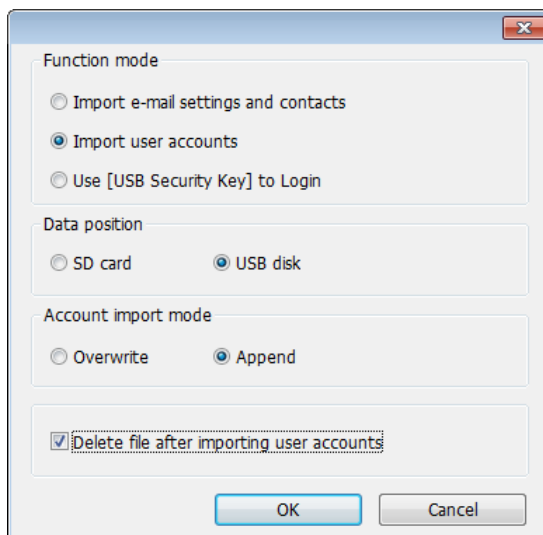 Function mode
Import e-mail settings and contacts
Import user accounts
Use [USB Security Key] to Login
Data position
SD card USB disk
Account import mode
Overwrite Append
Delete file after importing user accounts
OK Cancel